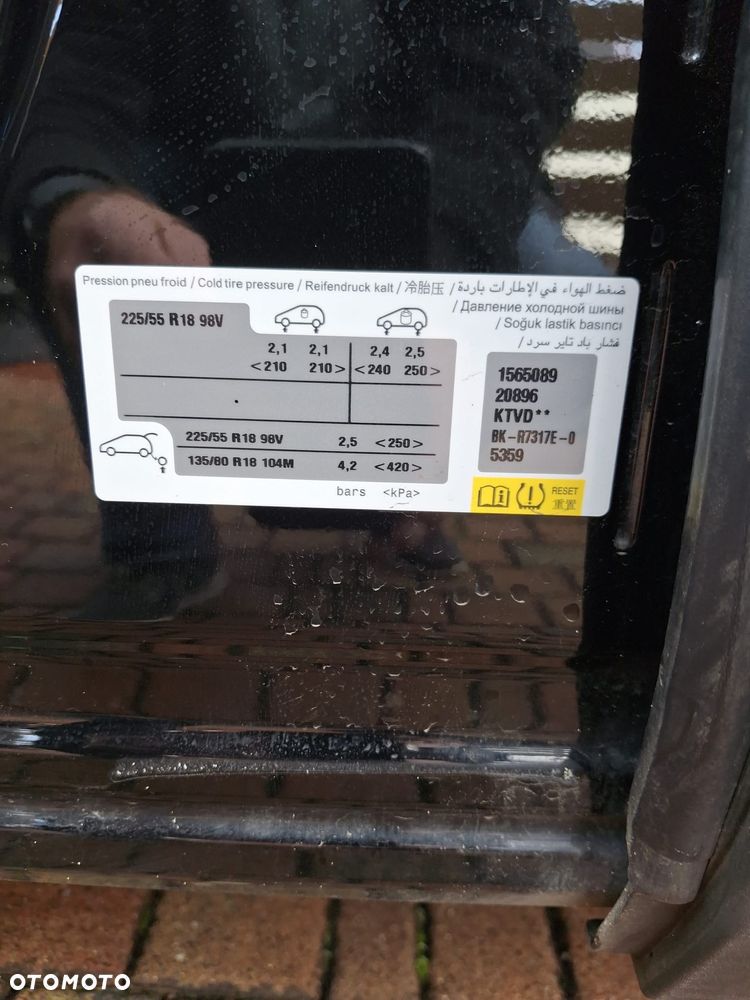 Pression pneu froid / Cold tire pressure / Reifendruck kalt / 冷胎压 / ضغط الهواء في الإطارات باردة
/ Давление холодной шины
/ Soğuk lastik basıncı
فشار باد تایر سرد /
225/55 R18 98V
2,1 2,1 2,4 2,5
<210 210> <240 250>
225/55 R18 98V 2,5 <250>
135/80 R18 104M 4,2 <420>
bars <kPa>
1565089
20896
KTVD**
BK-R7317E-0
5359
RESET
重置
OTOMOTO